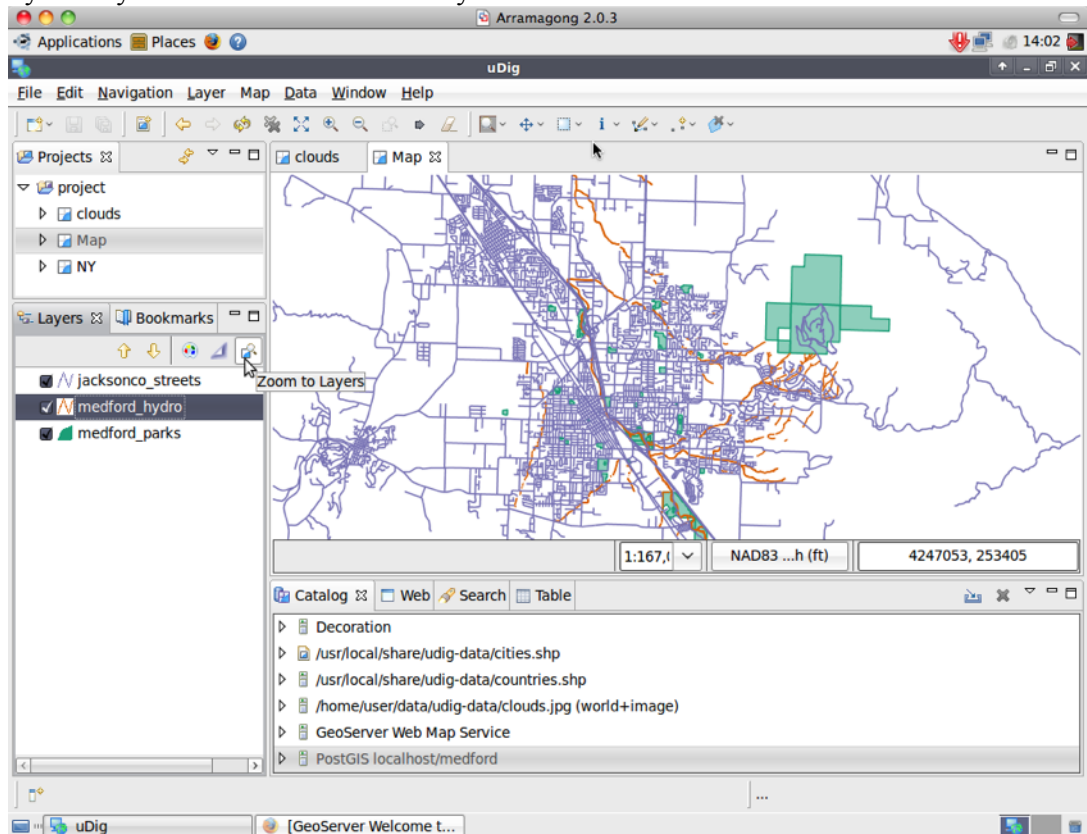 Arramagong 2.0.3
Applications Places 14:02
uDig
File Edit Navigation Layer Map Data Window Help
Projects
clouds Map
project
clouds
Map
NY
Layers Bookmarks
Zoom to Layers
jacksonco_streets
medford_hydro
medford_parks
1:167,( NAD83 ...h (ft) 4247053, 253405
Catalog Web Search Table
Decoration
/usr/local/share/udig-data/cities.shp
/usr/local/share/udig-data/countries.shp
/home/user/data/udig-data/clouds.jpg (world+image)
GeoServer Web Map Service
PostGIS localhost/medford
...
uDig [GeoServer Welcome t...